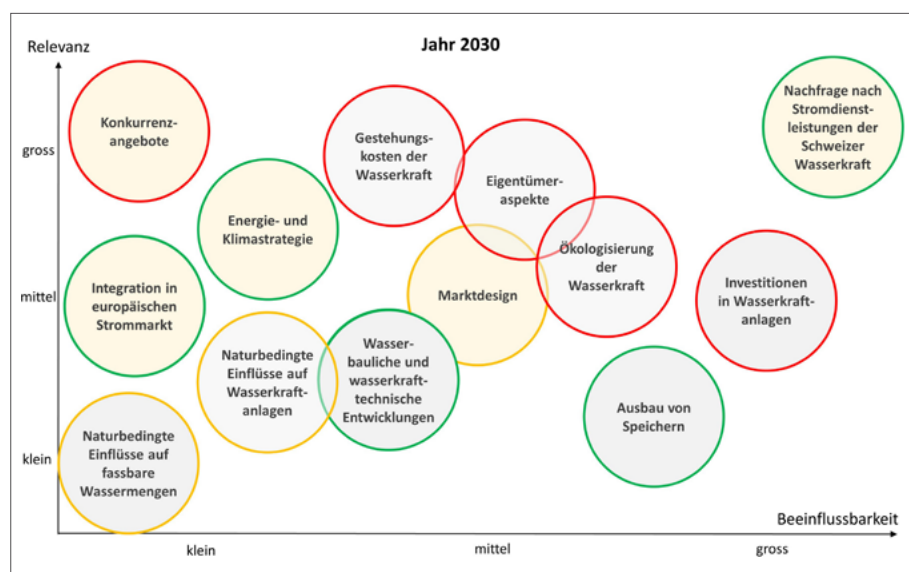 Jahr 2030
Relevanz
gross
mittel
klein
Konkurrenz-
angebote
Gestehungs-
kosten der
Wasserkraft
Eigentümer-
aspekte
Nachfrage nach
Stromdienst-
leistungen der
Schweizer
Wasserkraft
Energie- und
Klimastrategie
Ökologisierung
der
Wasserkraft
Integration in
europäischen
Strommarkt
Marktdesign
Investitionen
in Wasserkraft-
anlagen
Naturbedingte
Einflüsse auf
Wasserkraft-
anlagen
Wasser-
bauliche und
wasserkraft-
technische
Entwicklungen
Ausbau von
Speichern
Naturbedingte
Einflüsse auf
fassbare
Wassermengen
Beeinflussbarkeit
klein
mittel
gross